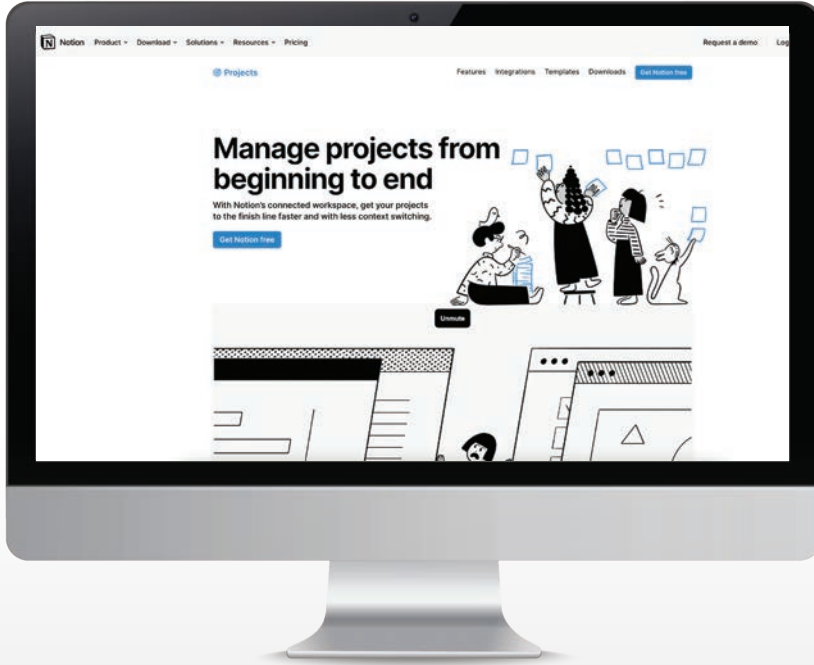 Notion Product Download Solutions Resources Pricing Request a demo Log
Projects Features Integrations Templates Downloads Get Notion free
Manage projects from
beginning to end
With Notion's connected workspace, get your projects
to the finish line faster and with less context switching.
Get Notion free
Unmute